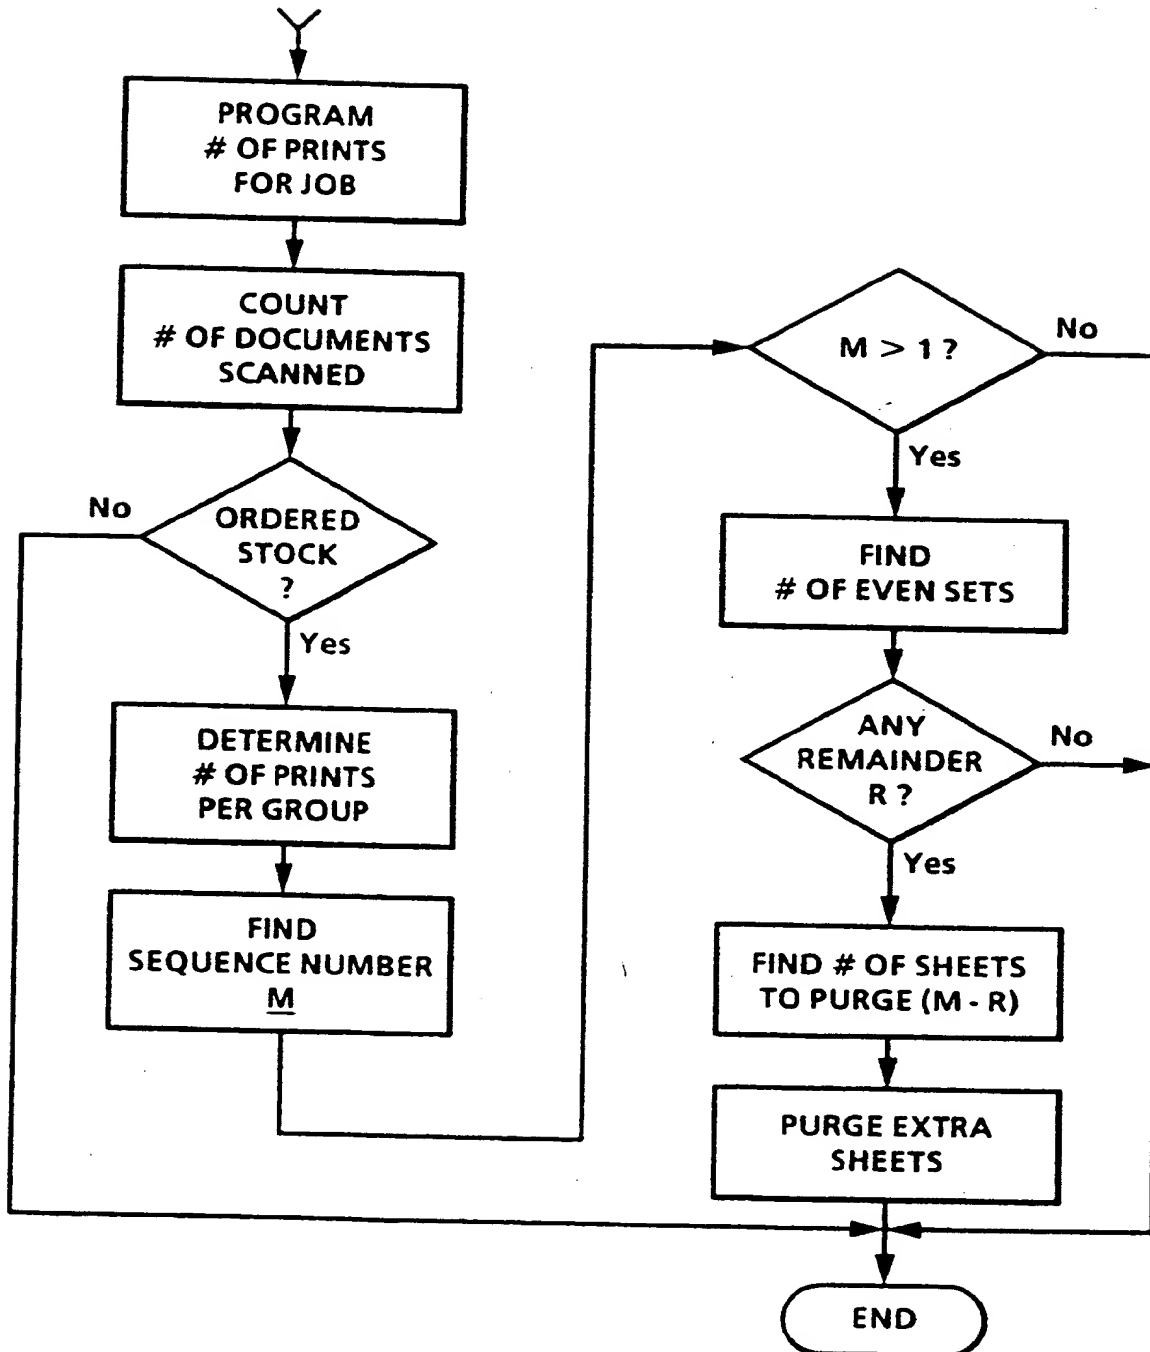 PROGRAM
# OF PRINTS
FOR JOB
COUNT
# OF DOCUMENTS
SCANNED
No
ORDERED
STOCK
?
Yes
DETERMINE
# OF PRINTS
PER GROUP
FIND
SEQUENCE NUMBER
M
M > 1 ?
No
Yes
FIND
# OF EVEN SETS
ANY
REMAINDER
R ?
No
Yes
FIND # OF SHEETS
TO PURGE (M - R)
PURGE EXTRA
SHEETS
END